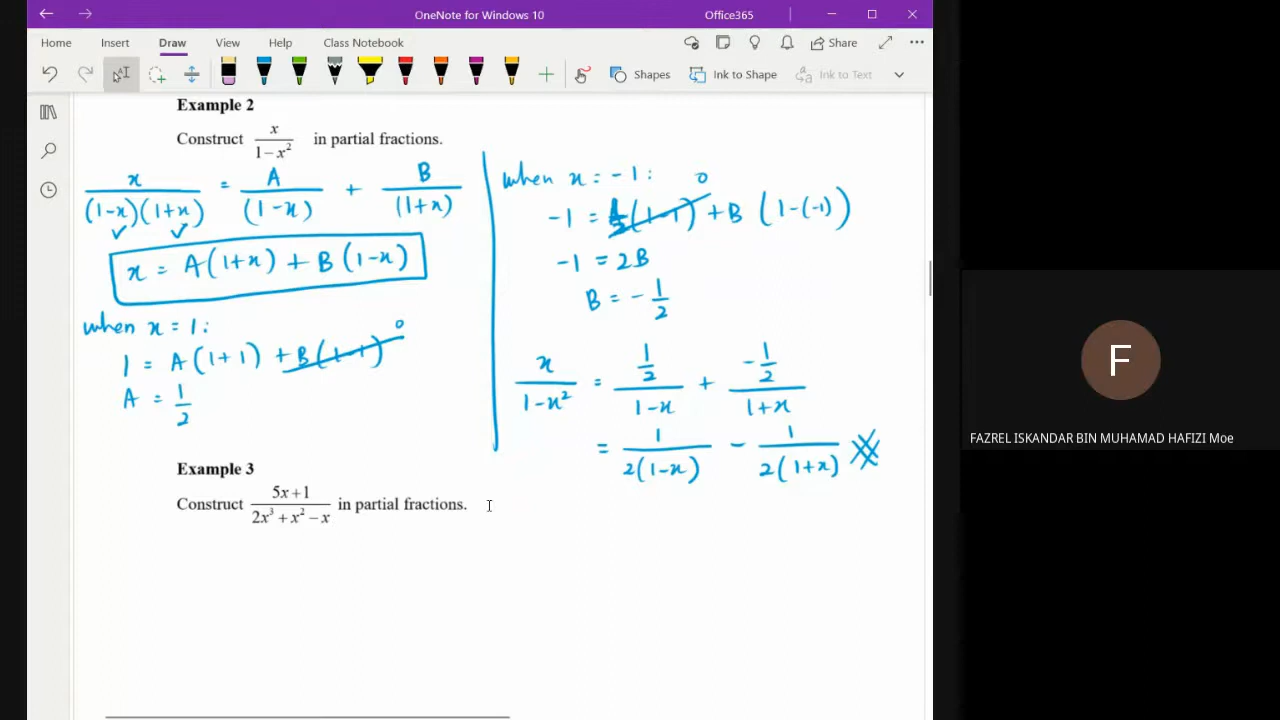 OneNote for Windows 10
Office365
Home Insert Draw View Help Class Notebook Share
Shapes Ink to Shape Ink to Text
Example 2
Construct x/(1−x²) in partial fractions.
x/((1-x)(1+x)) = A/(1-x) + B/(1+x)
x = A(1+x) + B(1-x)
when x = 1:
1 = A(1+1) + B(1-1) 0
A = 1/2
when x = -1:
-1 = A(1-1) 0 + B(1-(-1))
-1 = 2B
B = -1/2
x/(1-x²) = (1/2)/(1-x) + (-1/2)/(1+x)
= 1/(2(1-x)) - 1/(2(1+x))
Example 3
Construct (5x+1)/(2x³+x²−x) in partial fractions.
F
FAZREL ISKANDAR BIN MUHAMAD HAFIZI Moe